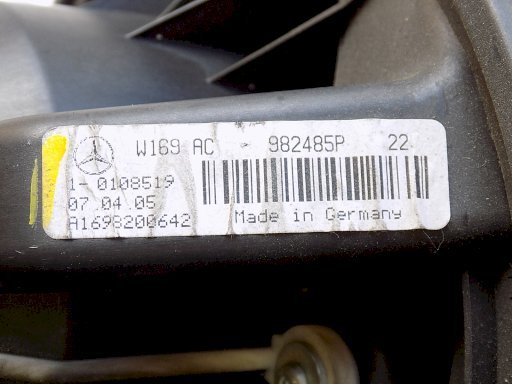 W169 AC - 982485P 22
1- 0108519
07.04.05
A1698200642
Made in Germany